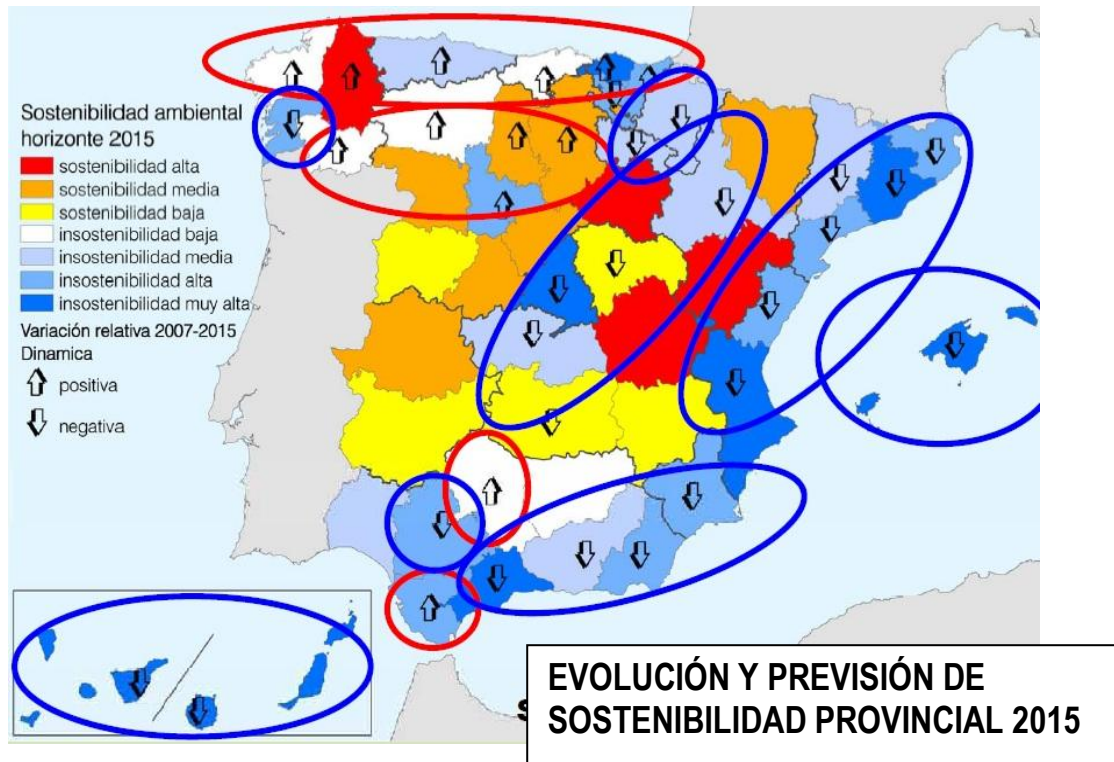 Sostenibilidad ambiental
horizonte 2015
sostenibilidad alta
sostenibilidad media
sostenibilidad baja
insostenibilidad baja
insostenibilidad media
insostenibilidad alta
insostenibilidad muy alta
Variación relativa 2007-2015
Dinamica
positiva
negativa
EVOLUCIÓN Y PREVISIÓN DE
SOSTENIBILIDAD PROVINCIAL 2015